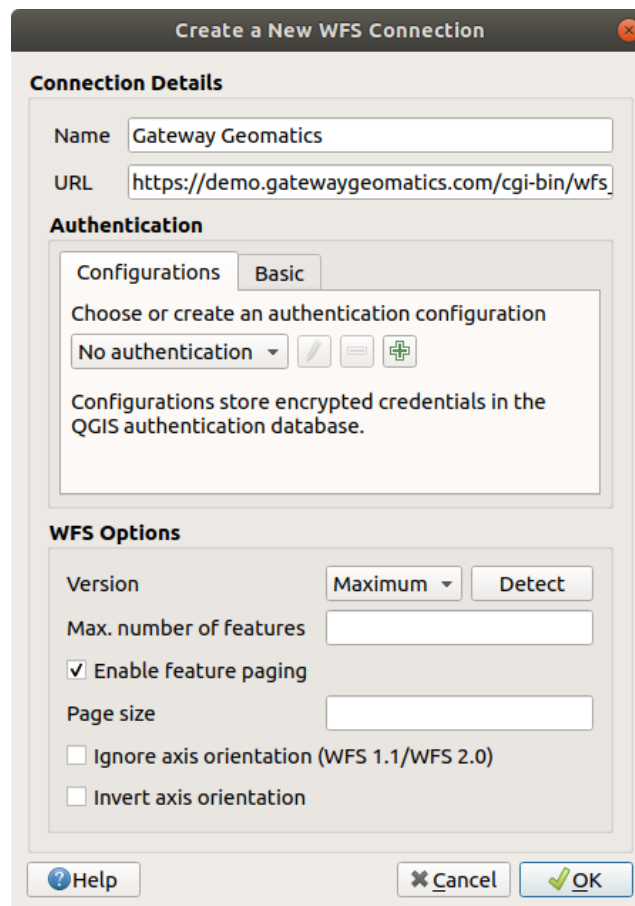 Create a New WFS Connection
Connection Details
Name Gateway Geomatics
URL https://demo.gatewaygeomatics.com/cgi-bin/wfs_
Authentication
Configurations Basic
Choose or create an authentication configuration
No authentication
Configurations store encrypted credentials in the
QGIS authentication database.
WFS Options
Version Maximum Detect
Max. number of features
Enable feature paging
Page size
Ignore axis orientation (WFS 1.1/WFS 2.0)
Invert axis orientation
Help Cancel OK